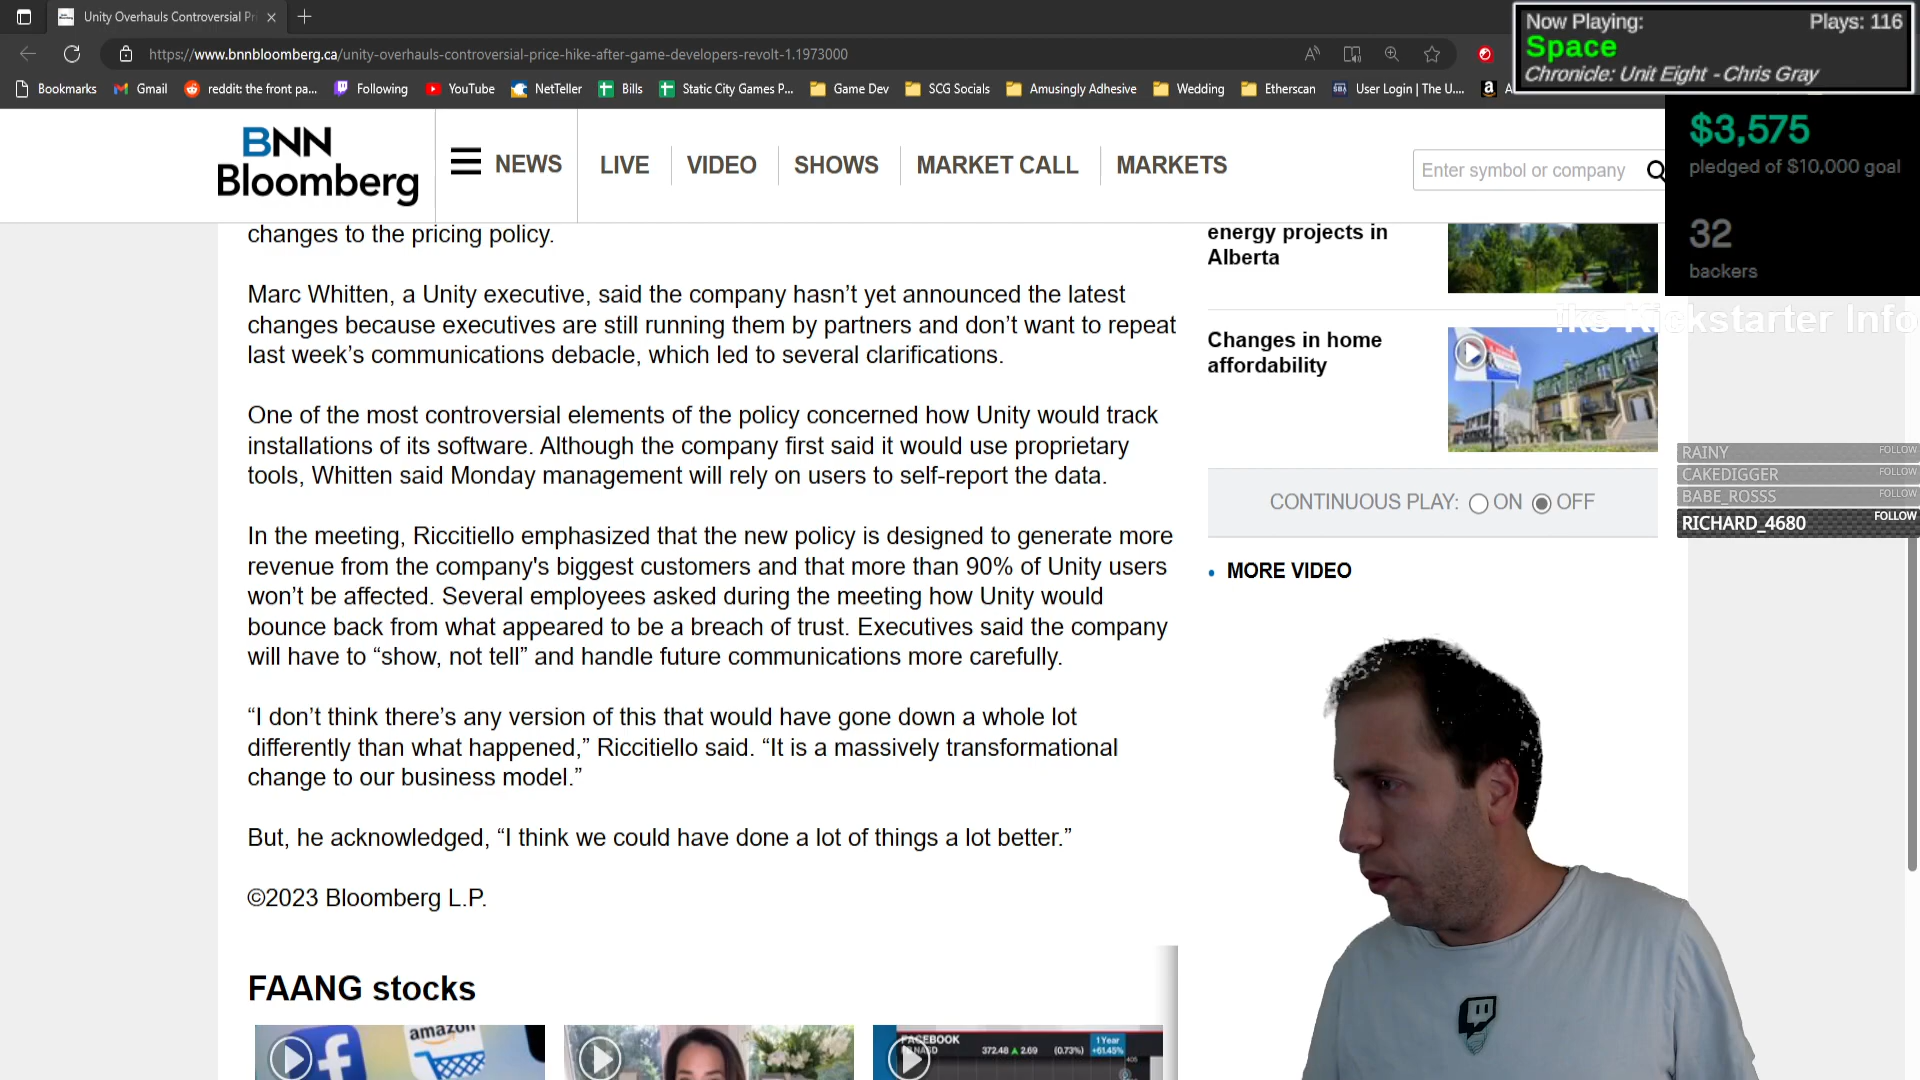 Unity Overhauls Controversial Pr
https://www.bnnbloomberg.ca/unity-overhauls-controversial-price-hike-after-game-developers-revolt-1.1973000
Bookmarks
Gmail
reddit: the front pa...
Following
YouTube
NetTeller
Bills
Static City Games P...
Game Dev
SCG Socials
Amusingly Adhesive
Wedding
Etherscan
User Login | The U....
Now Playing:
Plays: 116
Space
Chronicle: Unit Eight - Chris Gray
$3,575
pledged of $10,000 goal
32
backers
!ks Kickstarter Info
BNN
Bloomberg
NEWS
LIVE
VIDEO
SHOWS
MARKET CALL
MARKETS
Enter symbol or company
changes to the pricing policy.
Marc Whitten, a Unity executive, said the company hasn’t yet announced the latest
changes because executives are still running them by partners and don’t want to repeat
last week’s communications debacle, which led to several clarifications.
One of the most controversial elements of the policy concerned how Unity would track
installations of its software. Although the company first said it would use proprietary
tools, Whitten said Monday management will rely on users to self-report the data.
In the meeting, Riccitiello emphasized that the new policy is designed to generate more
revenue from the company's biggest customers and that more than 90% of Unity users
won’t be affected. Several employees asked during the meeting how Unity would
bounce back from what appeared to be a breach of trust. Executives said the company
will have to “show, not tell” and handle future communications more carefully.
“I don’t think there’s any version of this that would have gone down a whole lot
differently than what happened,” Riccitiello said. “It is a massively transformational
change to our business model.”
But, he acknowledged, “I think we could have done a lot of things a lot better.”
©2023 Bloomberg L.P.
FAANG stocks
amazon
FACEBOOK
372.48 ▲ 2.69 (0.73%)
1 Year
+61.45%
energy projects in
Alberta
Changes in home
affordability
CONTINUOUS PLAY: ON OFF
• MORE VIDEO
RAINY FOLLOW
CAKEDIGGER FOLLOW
BABE_ROSSS FOLLOW
RICHARD_4680 FOLLOW